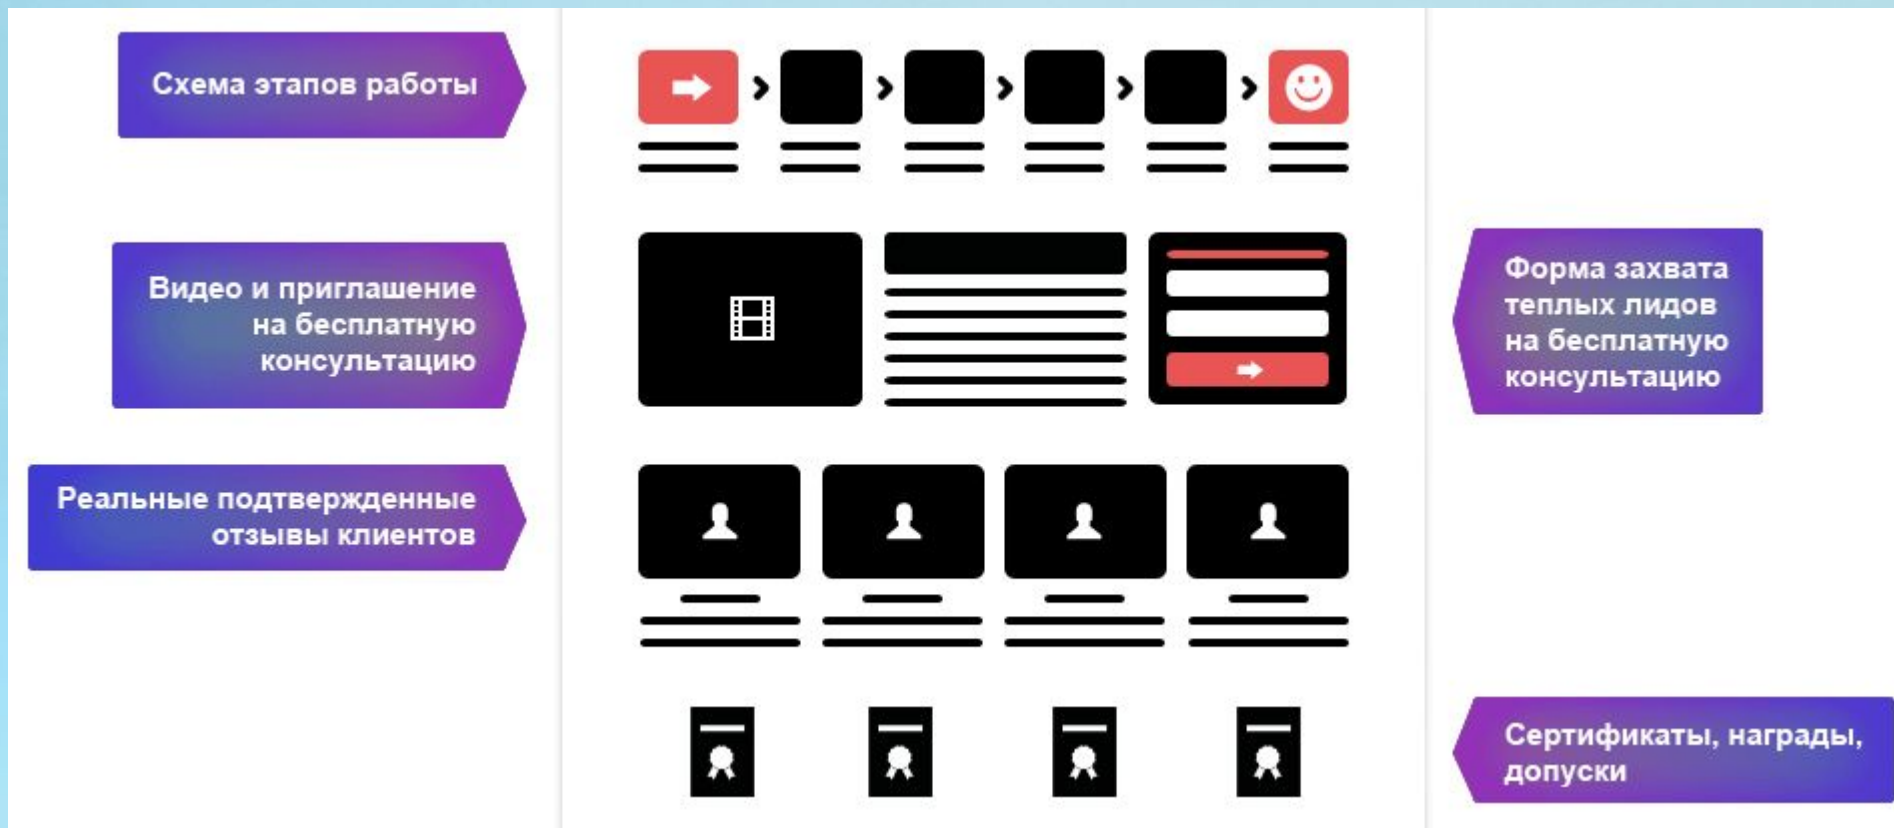 Схема этапов работы
Видео и приглашение
на бесплатную
консультацию
Форма захвата
теплых лидов
на бесплатную
консультацию
Реальные подтвержденные
отзывы клиентов
Сертификаты, награды,
допуски